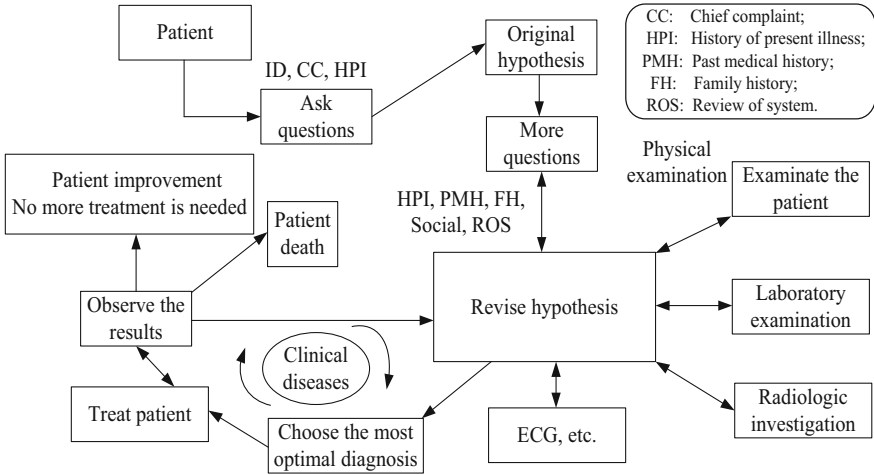 Patient
ID, CC, HPI
Ask
questions
Original
hypothesis
More
questions
CC: Chief complaint;
HPI: History of present illness;
PMH: Past medical history;
FH: Family history;
ROS: Review of system.
Patient improvement
No more treatment is needed
Patient
death
HPI, PMH, FH,
Social, ROS
Physical
examination
Examinate the
patient
Observe the
results
Revise hypothesis
Laboratory
examination
Clinical
diseases
Treat patient
Choose the most
optimal diagnosis
ECG, etc.
Radiologic
investigation